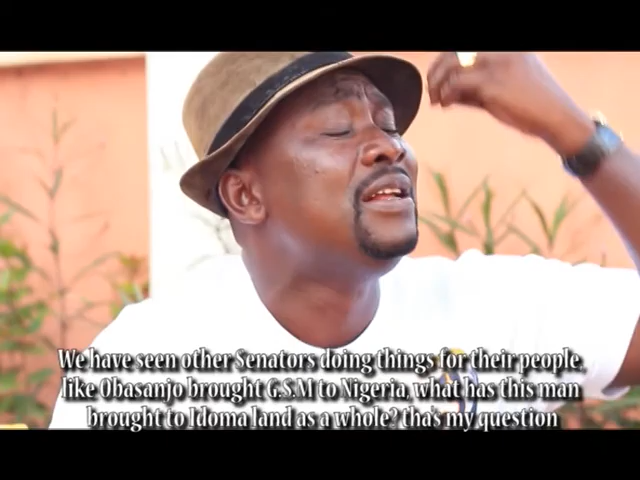 We have seen other Senators doing things for their people,
like Obasanjo brought G.S.M to Nigeria, what has this man
brought to Idoma land as a whole? tha's my question